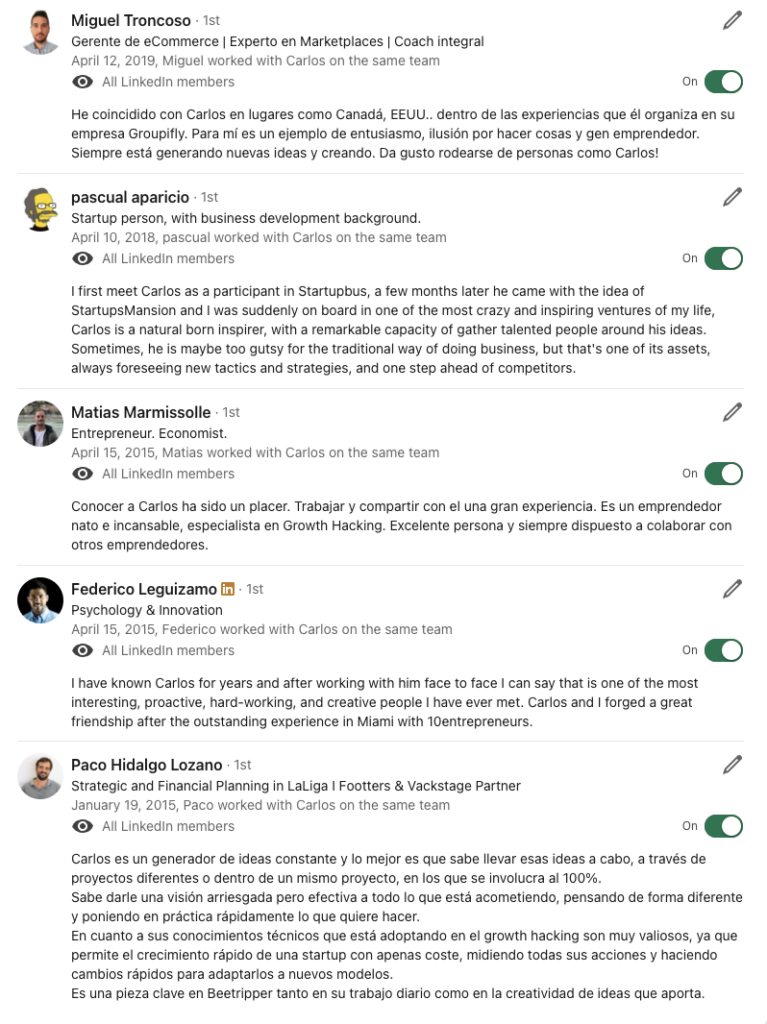 Miguel Troncoso · 1st
Gerente de eCommerce | Experto en Marketplaces | Coach integral
April 12, 2019, Miguel worked with Carlos on the same team
All LinkedIn members
On
He coincidido con Carlos en lugares como Canadá, EEUU.. dentro de las experiencias que él organiza en su
empresa Groupifly. Para mí es un ejemplo de entusiasmo, ilusión por hacer cosas y gen emprendedor.
Siempre está generando nuevas ideas y creando. Da gusto rodearse de personas como Carlos!
pascual aparicio · 1st
Startup person, with business development background.
April 10, 2018, pascual worked with Carlos on the same team
All LinkedIn members
On
I first meet Carlos as a participant in Startupbus, a few months later he came with the idea of
StartupsMansion and I was suddenly on board in one of the most crazy and inspiring ventures of my life,
Carlos is a natural born inspirer, with a remarkable capacity of gather talented people around his ideas.
Sometimes, he is maybe too gutsy for the traditional way of doing business, but that's one of its assets,
always foreseeing new tactics and strategies, and one step ahead of competitors.
Matias Marmissolle · 1st
Entrepreneur. Economist.
April 15, 2015, Matias worked with Carlos on the same team
All LinkedIn members
On
Conocer a Carlos ha sido un placer. Trabajar y compartir con el una gran experiencia. Es un emprendedor
nato e incansable, especialista en Growth Hacking. Excelente persona y siempre dispuesto a colaborar con
otros emprendedores.
Federico Leguizamo in · 1st
Psychology & Innovation
April 15, 2015, Federico worked with Carlos on the same team
All LinkedIn members
On
I have known Carlos for years and after working with him face to face I can say that is one of the most
interesting, proactive, hard-working, and creative people I have ever met. Carlos and I forged a great
friendship after the outstanding experience in Miami with 10entrepreneurs.
Paco Hidalgo Lozano · 1st
Strategic and Financial Planning in LaLiga I Footters & Vackstage Partner
January 19, 2015, Paco worked with Carlos on the same team
All LinkedIn members
On
Carlos es un generador de ideas constante y lo mejor es que sabe llevar esas ideas a cabo, a través de
proyectos diferentes o dentro de un mismo proyecto, en los que se involucra al 100%.
Sabe darle una visión arriesgada pero efectiva a todo lo que está acometiendo, pensando de forma diferente
y poniendo en práctica rápidamente lo que quiere hacer.
En cuanto a sus conocimientos técnicos que está adoptando en el growth hacking son muy valiosos, ya que
permite el crecimiento rápido de una startup con apenas coste, midiendo todas sus acciones y haciendo
cambios rápidos para adaptarlos a nuevos modelos.
Es una pieza clave en Beetripper tanto en su trabajo diario como en la creatividad de ideas que aporta.